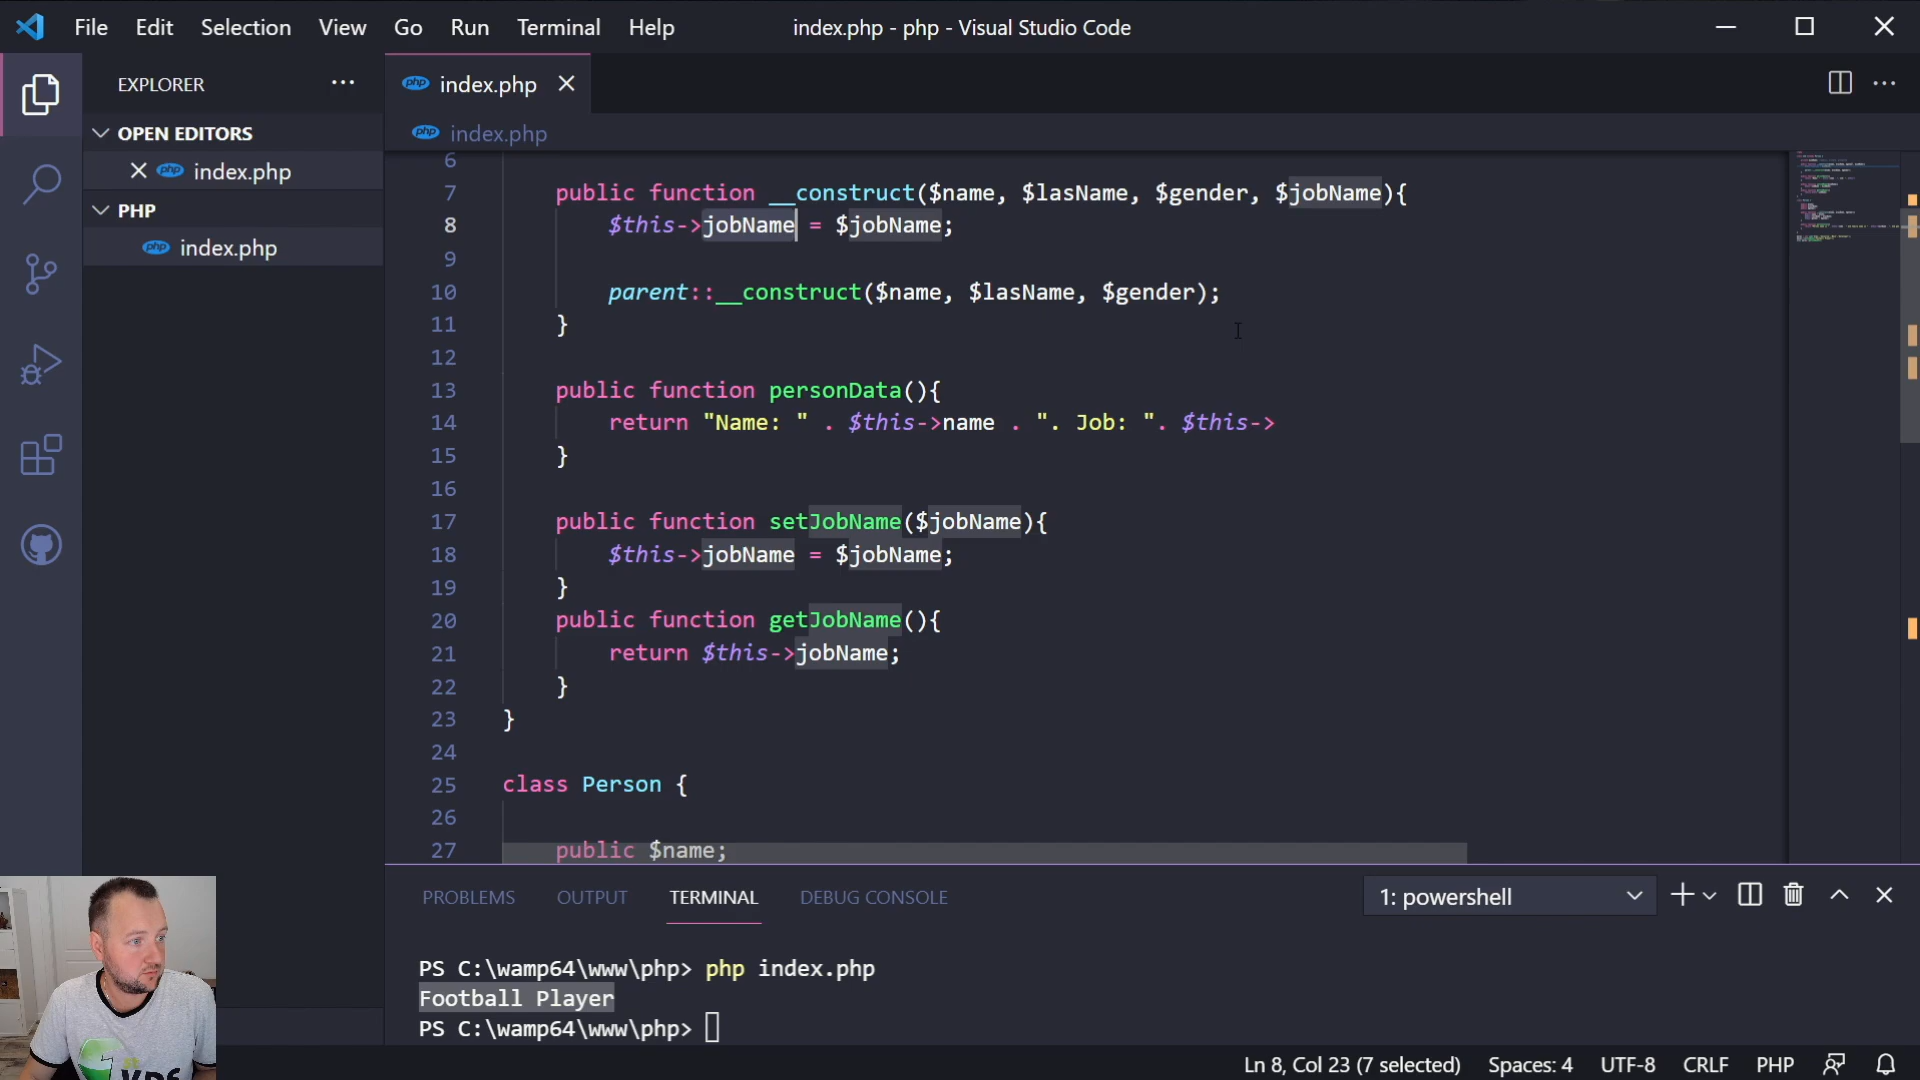 File Edit Selection View Go Run Terminal Help
index.php - php - Visual Studio Code
EXPLORER
OPEN EDITORS
index.php
PHP
index.php
php index.php
php index.php
6
7 public function __construct($name, $lasName, $gender, $jobName){
8 $this->jobName = $jobName;
9
10 parent::__construct($name, $lasName, $gender);
11 }
12
13 public function personData(){
14 return "Name: " . $this->name . ". Job: ". $this->
15 }
16
17 public function setJobName($jobName){
18 $this->jobName = $jobName;
19 }
20 public function getJobName(){
21 return $this->jobName;
22 }
23 }
24
25 class Person {
26
27 public $name;
PROBLEMS OUTPUT TERMINAL DEBUG CONSOLE 1: powershell
PS C:\wamp64\www\php> php index.php
Football Player
PS C:\wamp64\www\php>
Ln 8, Col 23 (7 selected) Spaces: 4 UTF-8 CRLF PHP